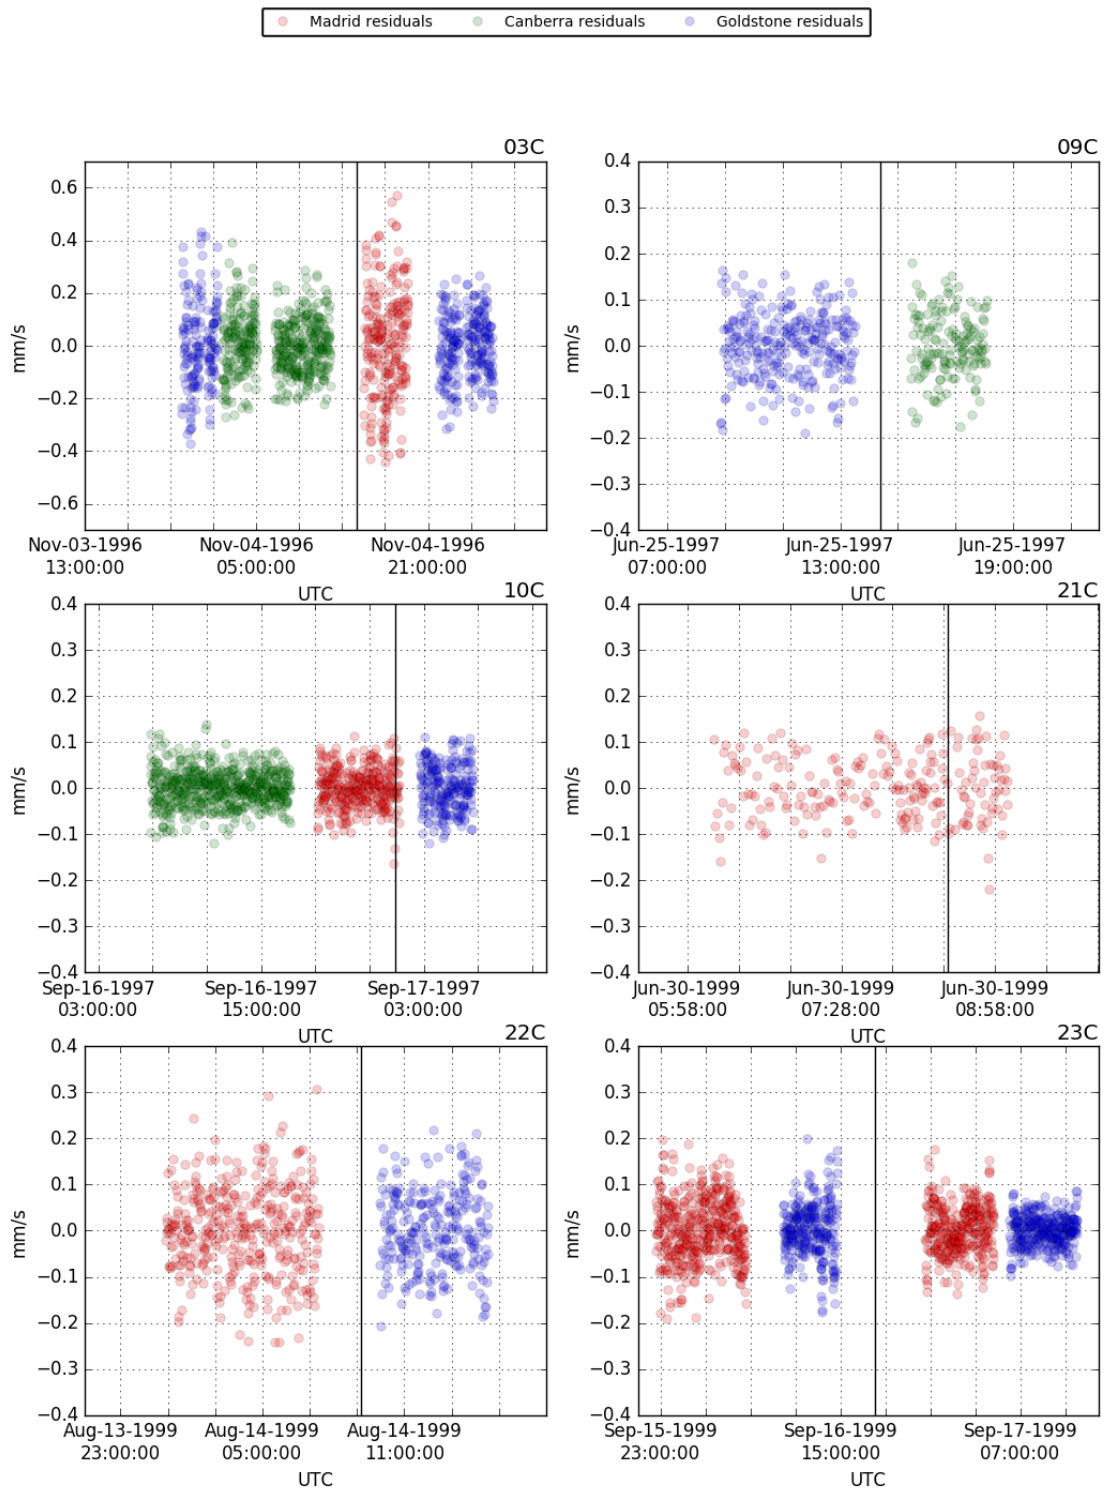 Madrid residuals Canberra residuals Goldstone residuals
03C
0.6
0.4
0.2
0.0
−0.2
−0.4
−0.6
mm/s
Nov-03-1996 13:00:00
Nov-04-1996 05:00:00
Nov-04-1996 21:00:00
UTC
09C
0.4
0.3
0.2
0.1
0.0
−0.1
−0.2
−0.3
−0.4
mm/s
Jun-25-1997 07:00:00
Jun-25-1997 13:00:00
Jun-25-1997 19:00:00
UTC
10C
0.4
0.3
0.2
0.1
0.0
−0.1
−0.2
−0.3
−0.4
mm/s
Sep-16-1997 03:00:00
Sep-16-1997 15:00:00
Sep-17-1997 03:00:00
UTC
21C
0.4
0.3
0.2
0.1
0.0
−0.1
−0.2
−0.3
−0.4
mm/s
Jun-30-1999 05:58:00
Jun-30-1999 07:28:00
Jun-30-1999 08:58:00
UTC
22C
0.4
0.3
0.2
0.1
0.0
−0.1
−0.2
−0.3
−0.4
mm/s
Aug-13-1999 23:00:00
Aug-14-1999 05:00:00
Aug-14-1999 11:00:00
UTC
23C
0.4
0.3
0.2
0.1
0.0
−0.1
−0.2
−0.3
−0.4
mm/s
Sep-15-1999 23:00:00
Sep-16-1999 15:00:00
Sep-17-1999 07:00:00
UTC